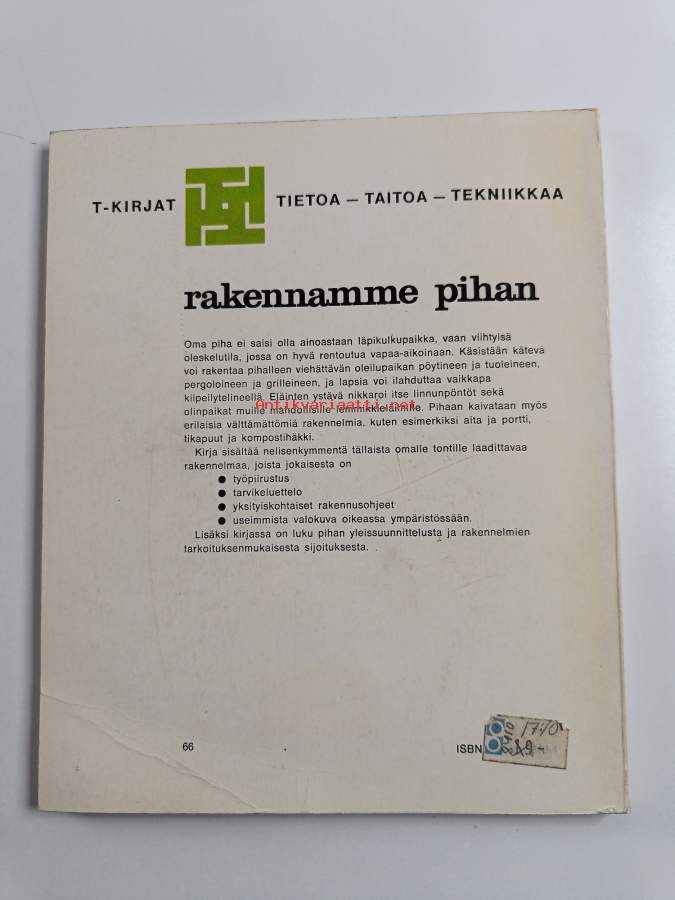 T-KIRJAT
TIETOA — TAITOA — TEKNIIKKAA
rakennamme pihan
Oma piha ei saisi olla ainoastaan läpikulkupaikka, vaan viihtyisä
oleskelutila, jossa on hyvä rentoutua vapaa-aikoinaan. Käsistään kätevä
voi rakentaa pihalleen viehättävän oleilupaikan pöytineen ja tuoleineen,
pergoloineen ja grilleineen, ja lapsia voi ilahduttaa vaikkapa
kiipeilytelineellä. Eläinten ystävä nikkaroi itse linnunpöntöt sekä
olinpaikat muille mahdollisille lemmikkieläimille. Pihaan kaivataan myös
Antikvariaatti.net
erilaisia välttämättömiä rakennelmia, kuten esimerkiksi aita ja portti,
tikapuut ja kompostihäkki.
Kirja sisältää nelisenkymmentä tällaista omalle tontille laadittavaa
rakennelmaa, joista jokaisesta on
● työpiirustus
● tarvikeluettelo
● yksityiskohtaiset rakennusohjeet
● useimmista valokuva oikeassa ympäristössään.
Lisäksi kirjassa on luku pihan yleissuunnittelusta ja rakennelmien
tarkoituksenmukaisesta sijoituksesta.
66
ISBN